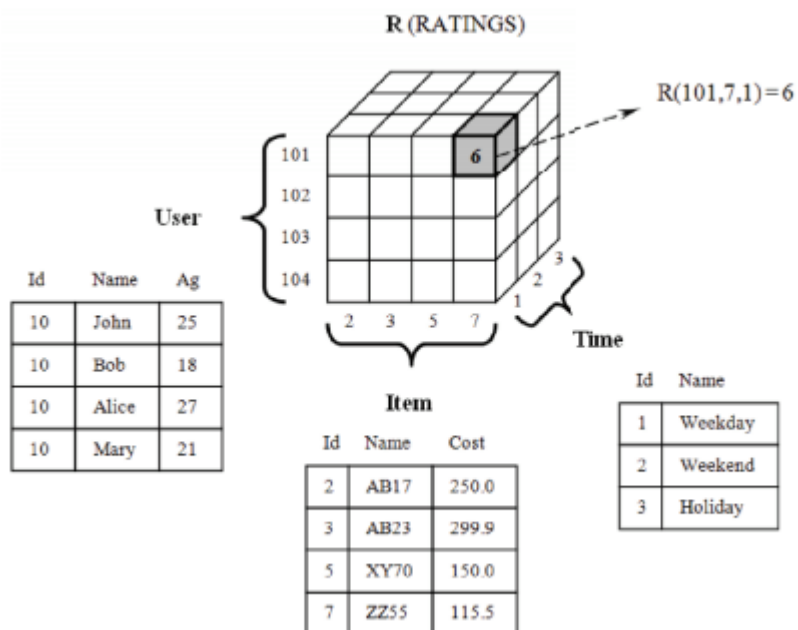 R (RATINGS)
R(101,7,1)=6
6
101
102
103
104
User
2 3 5 7
1
2
3
Time
Item
Id Name Ag
10 John 25
10 Bob 18
10 Alice 27
10 Mary 21
Id Name Cost
2 AB17 250.0
3 AB23 299.9
5 XY70 150.0
7 ZZ55 115.5
Id Name
1 Weekday
2 Weekend
3 Holiday